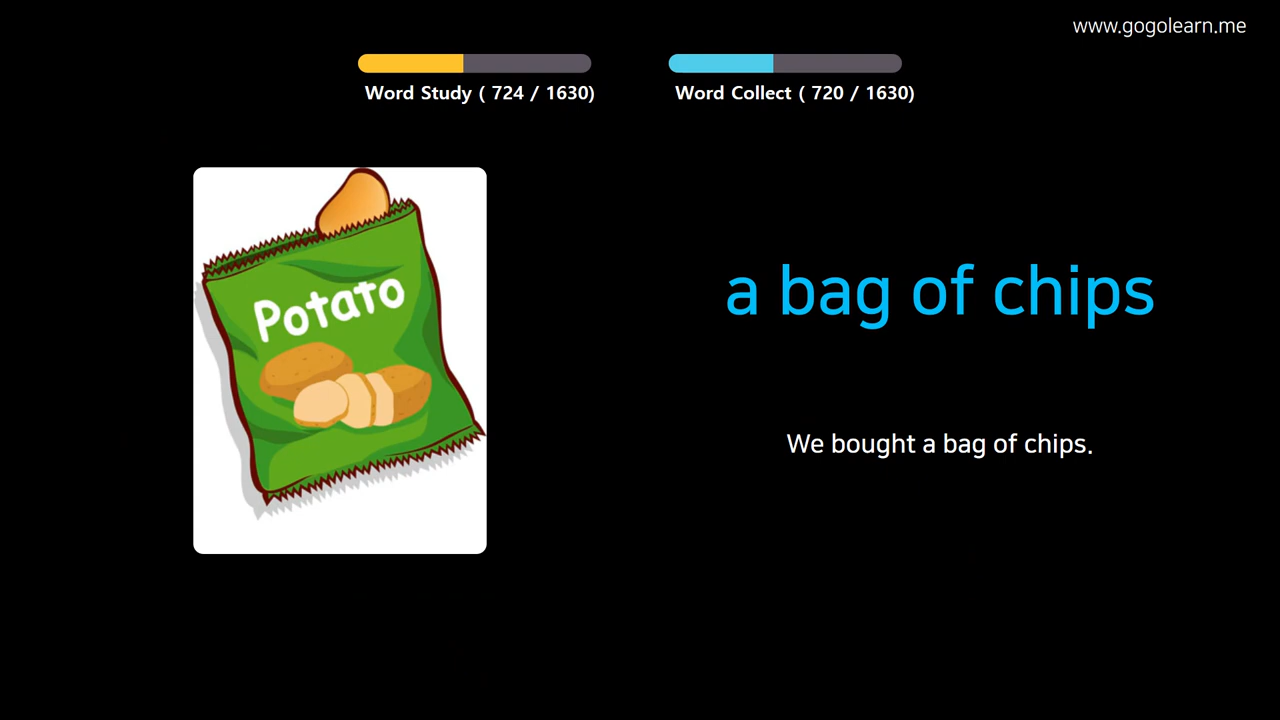 www.gogolearn.me
Word Study ( 724 / 1630)
Word Collect ( 720 / 1630)
Potato
a bag of chips
We bought a bag of chips.